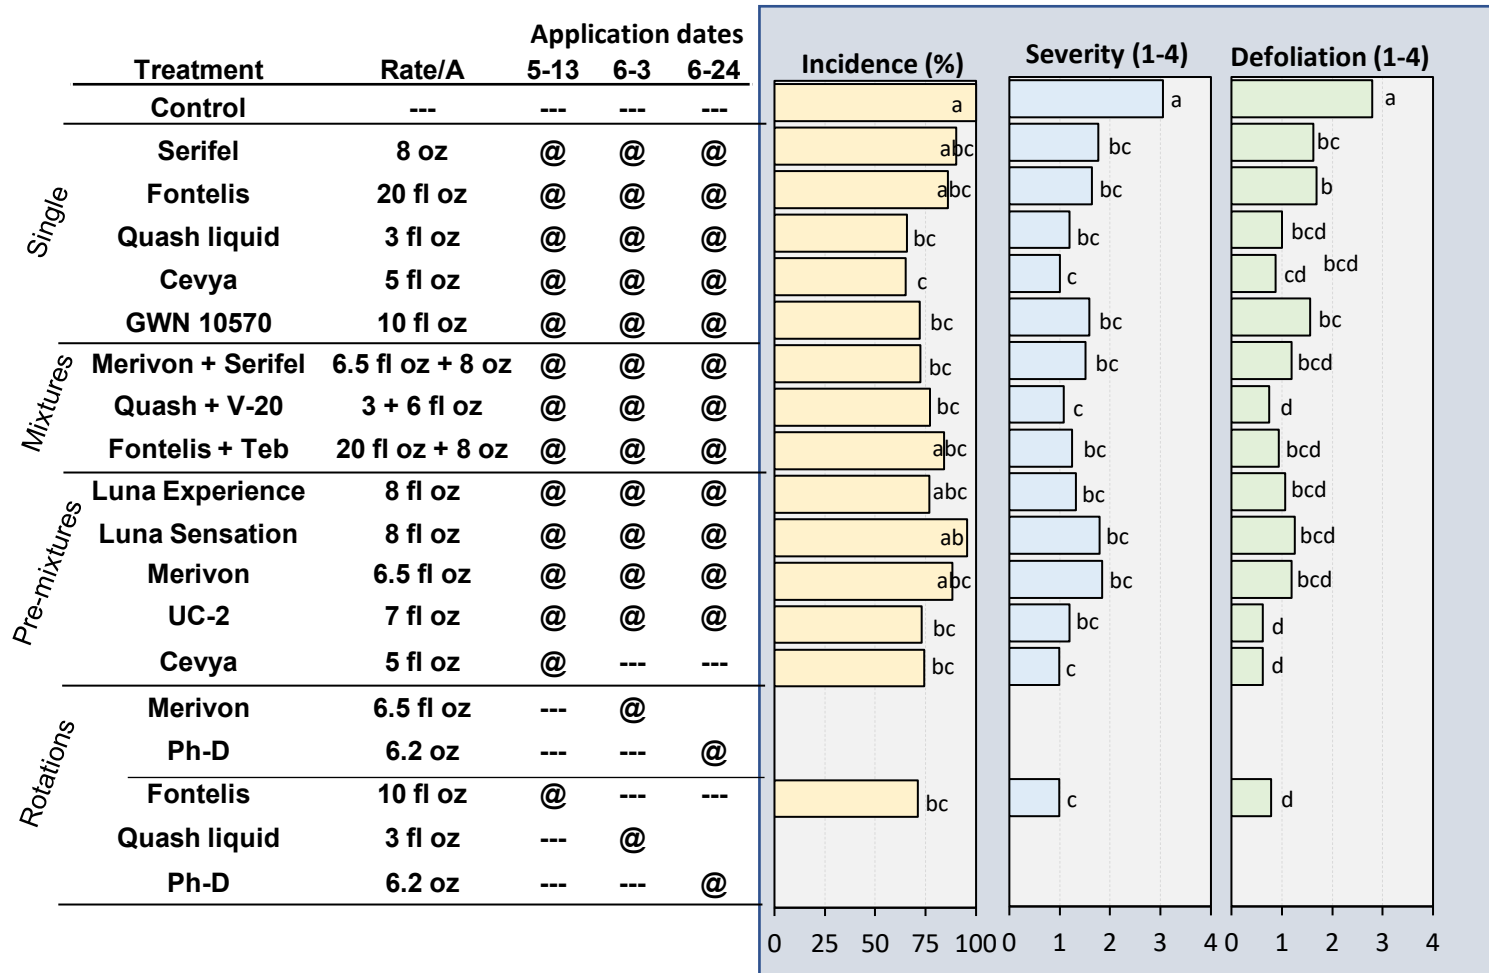 Application dates
Treatment Rate/A 5-13 6-3 6-24 Incidence (%) Severity (1-4) Defoliation (1-4)
Control --- --- --- --- a a a
Single
Serifel 8 oz @ @ @ abc bc bc
Fontelis 20 fl oz @ @ @ abc bc b
Quash liquid 3 fl oz @ @ @ bc bc bcd
Cevya 5 fl oz @ @ @ c c cd bcd
GWN 10570 10 fl oz @ @ @ bc bc bc
Mixtures
Merivon + Serifel 6.5 fl oz + 8 oz @ @ @ bc bc bcd
Quash + V-20 3 + 6 fl oz @ @ @ bc c d
Fontelis + Teb 20 fl oz + 8 oz @ @ @ abc bc bcd
Pre-mixtures
Luna Experience 8 fl oz @ @ @ abc bc bcd
Luna Sensation 8 fl oz @ @ @ ab bc bcd
Merivon 6.5 fl oz @ @ @ abc bc bcd
UC-2 7 fl oz @ @ @ bc bc d
Cevya 5 fl oz @ --- --- bc c d
Rotations
Merivon 6.5 fl oz --- @
Ph-D 6.2 oz --- --- @
Fontelis 10 fl oz @ --- --- bc c d
Quash liquid 3 fl oz --- @
Ph-D 6.2 oz --- --- @
0 25 50 75 100 0 1 2 3 4 0 1 2 3 4